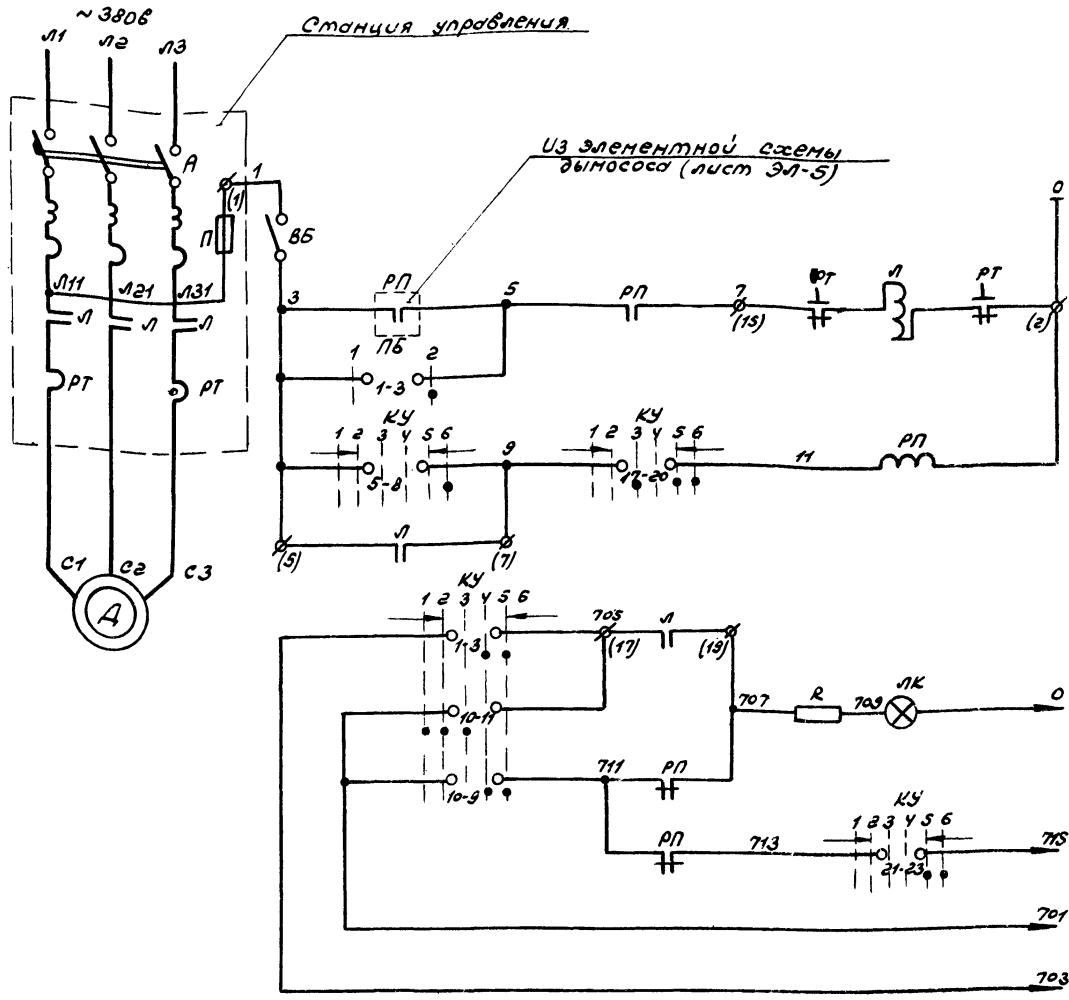 ~ 380в
Л1 Л2 Л3
Станция управления
А
1
(1)
П
ВБ
Из элементной схемы
дымососа (лист ЭЛ-5)
0
Л11 Л21 Л31
Л Л Л
РТ РТ
С1 С2 С3
Д
3 РП 5 РП 7 РТ Л РТ
(15) (2)
ПБ
1 2
1-3
КУ
1 2 3 4 5 6
5-8
9
КУ
1 2 3 4 5 6
17-20
11
РП
(5) Л (7)
КУ
1 2 3 4 5 6
1-3
705
(17)
Л
(19)
10-11
707 R 709 ЛК 0
10-9
711 РП
РП 713
КУ
1 2 3 4 5 6
21-23
715
701
703